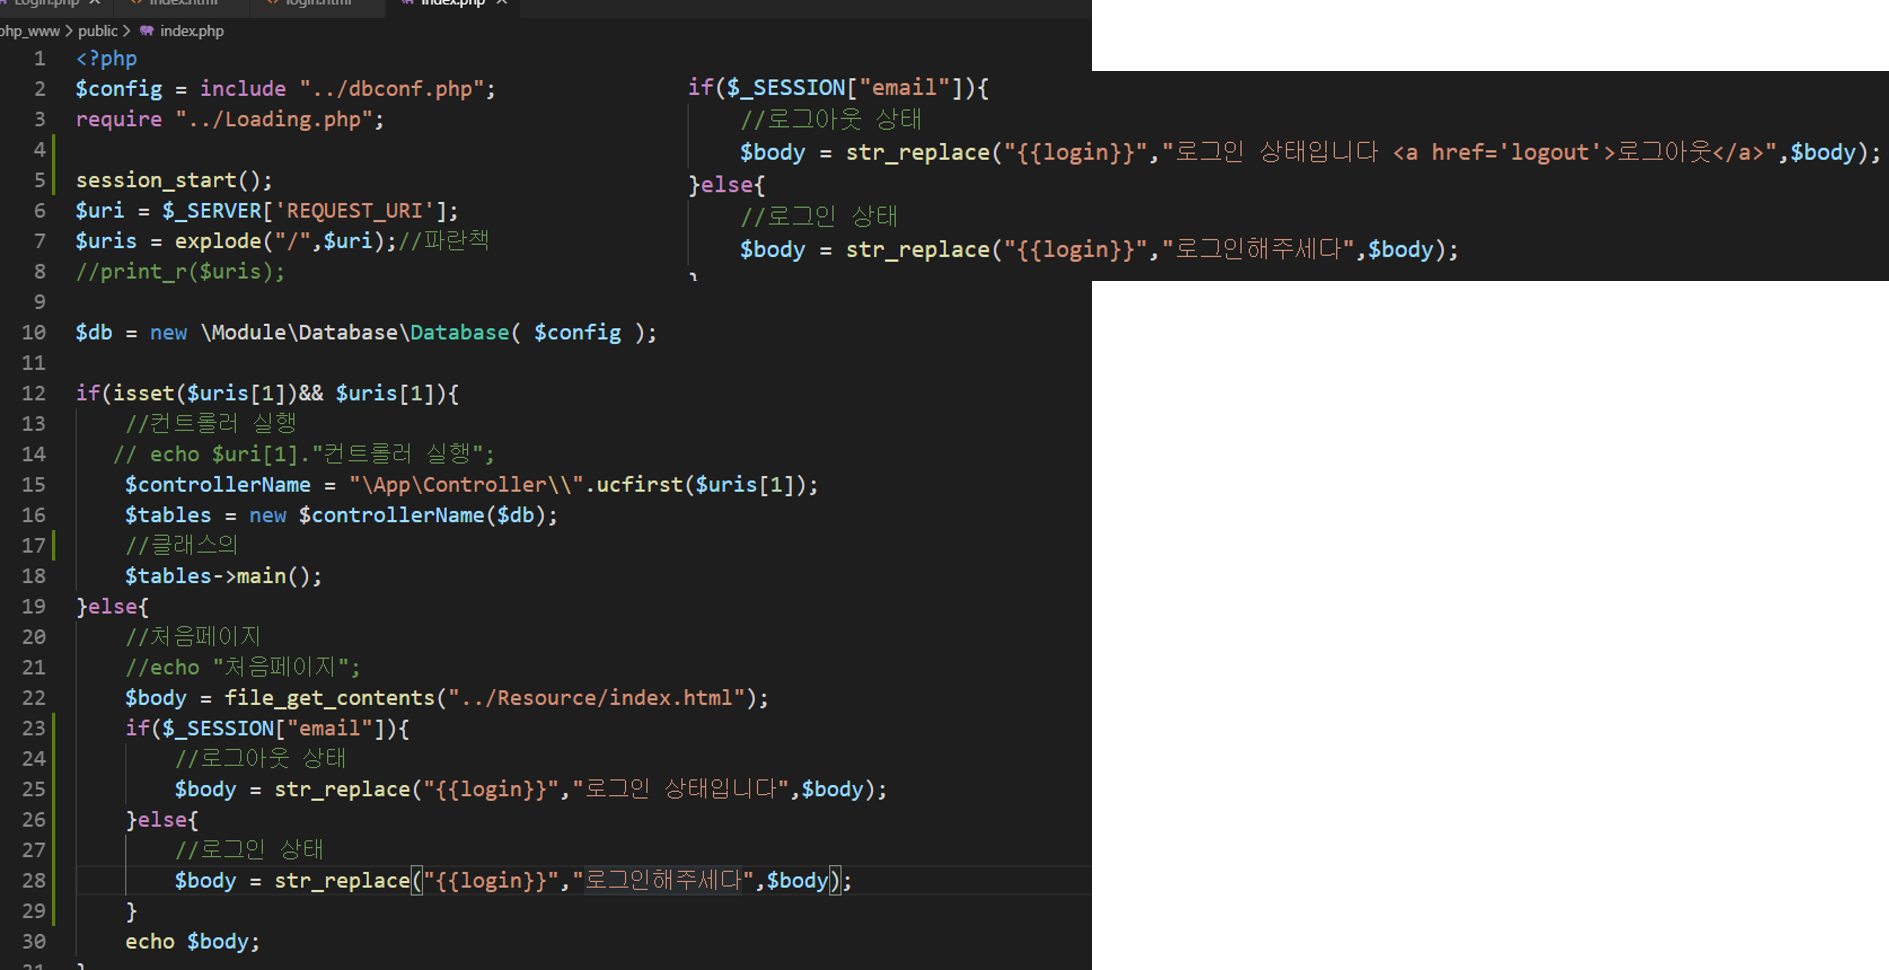 Login.php × index.html login.html index.php ×
php_www > public > index.php
1 <?php
2 $config = include "../dbconf.php";
3 require "../Loading.php";
4
5 session_start();
6 $uri = $_SERVER['REQUEST_URI'];
7 $uris = explode("/",$uri);//파란책
8 //print_r($uris);
9
10 $db = new \Module\Database\Database( $config );
11
12 if(isset($uris[1])&& $uris[1]){
13 //컨트롤러 실행
14 // echo $uri[1]."컨트롤러 실행";
15 $controllerName = "\App\Controller\\".ucfirst($uris[1]);
16 $tables = new $controllerName($db);
17 //클래스의
18 $tables->main();
19 }else{
20 //처음페이지
21 //echo "처음페이지";
22 $body = file_get_contents("../Resource/index.html");
23 if($_SESSION["email"]){
24 //로그아웃 상태
25 $body = str_replace("{{login}}","로그인 상태입니다",$body);
26 }else{
27 //로그인 상태
28 $body = str_replace("{{login}}","로그인해주세다",$body);
29 }
30 echo $body;
31 }
if($_SESSION["email"]){
//로그아웃 상태
$body = str_replace("{{login}}","로그인 상태입니다 <a href='logout'>로그아웃</a>",$body);
}else{
//로그인 상태
$body = str_replace("{{login}}","로그인해주세다",$body);
}